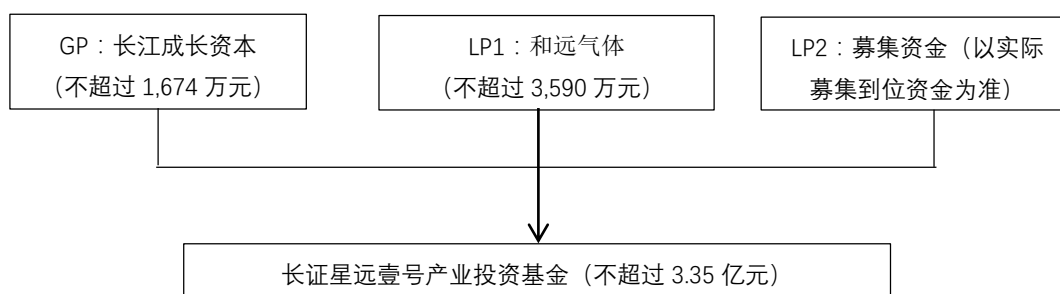 GP：长江成长资本
（不超过 1,674 万元）
LP1：和远气体
（不超过 3,590 万元）
LP2：募集资金（以实际
募集到位资金为准）
长证星远壹号产业投资基金（不超过 3.35 亿元）